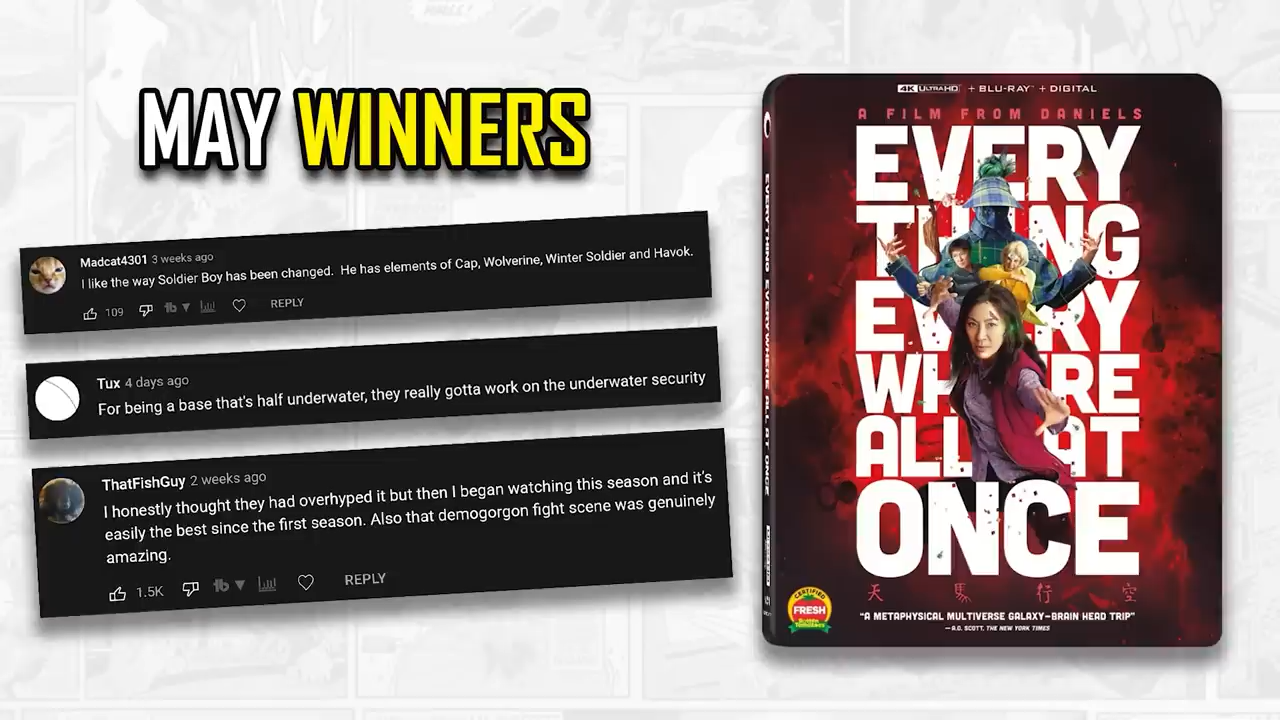 MAY WINNERS
Madcat4301 3 weeks ago
I like the way Soldier Boy has been changed. He has elements of Cap, Wolverine, Winter Soldier and Havok.
109
REPLY
Tux 4 days ago
For being a base that's half underwater, they really gotta work on the underwater security
ThatFishGuy 2 weeks ago
I honestly thought they had overhyped it but then I began watching this season and it's
easily the best since the first season. Also that demogorgon fight scene was genuinely
amazing.
1.5K
REPLY
4K ULTRA HD + BLU-RAY + DIGITAL
A FILM FROM DANIELS
EVERY
THING
EVERY
WHERE
ALL AT
ONCE
天 馬 行 空
CERTIFIED
FRESH
Rotten Tomatoes
“A METAPHYSICAL MULTIVERSE GALAXY-BRAIN HEAD TRIP”
—A.O. SCOTT, THE NEW YORK TIMES
EVERYTHING EVERYWHERE ALL AT ONCE